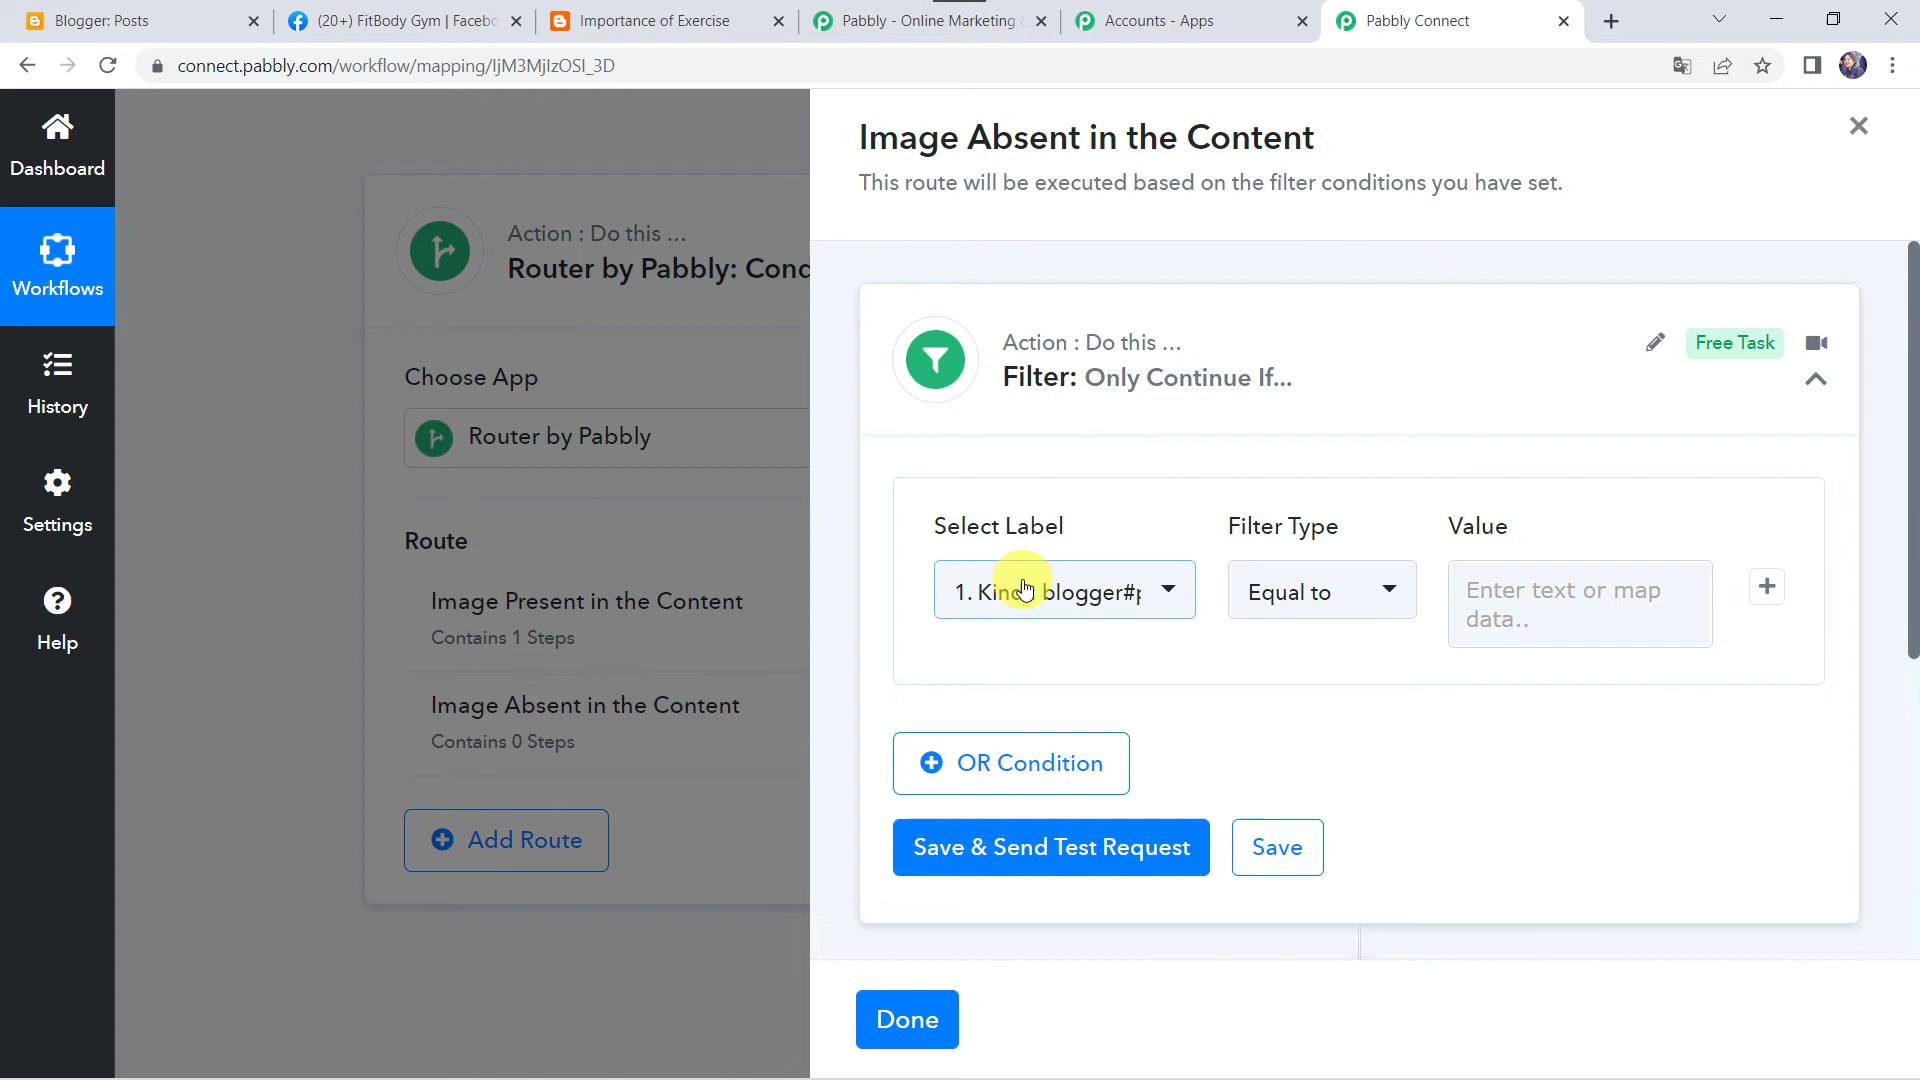 Blogger: Posts
(20+) FitBody Gym | Facebo
Importance of Exercise
Pabbly - Online Marketing
Accounts - Apps
Pabbly Connect
connect.pabbly.com/workflow/mapping/IjM3MjIzOSI_3D
Dashboard
Workflows
History
Settings
Help
Action : Do this ...
Router by Pabbly: Cond
Choose App
Router by Pabbly
Route
Image Present in the Content
Contains 1 Steps
Image Absent in the Content
Contains 0 Steps
Add Route
Image Absent in the Content
This route will be executed based on the filter conditions you have set.
Action : Do this ...
Filter: Only Continue If...
Free Task
Select Label
Filter Type
Value
1. Kind blogger#p
Equal to
Enter text or map
data..
OR Condition
Save & Send Test Request
Save
Done